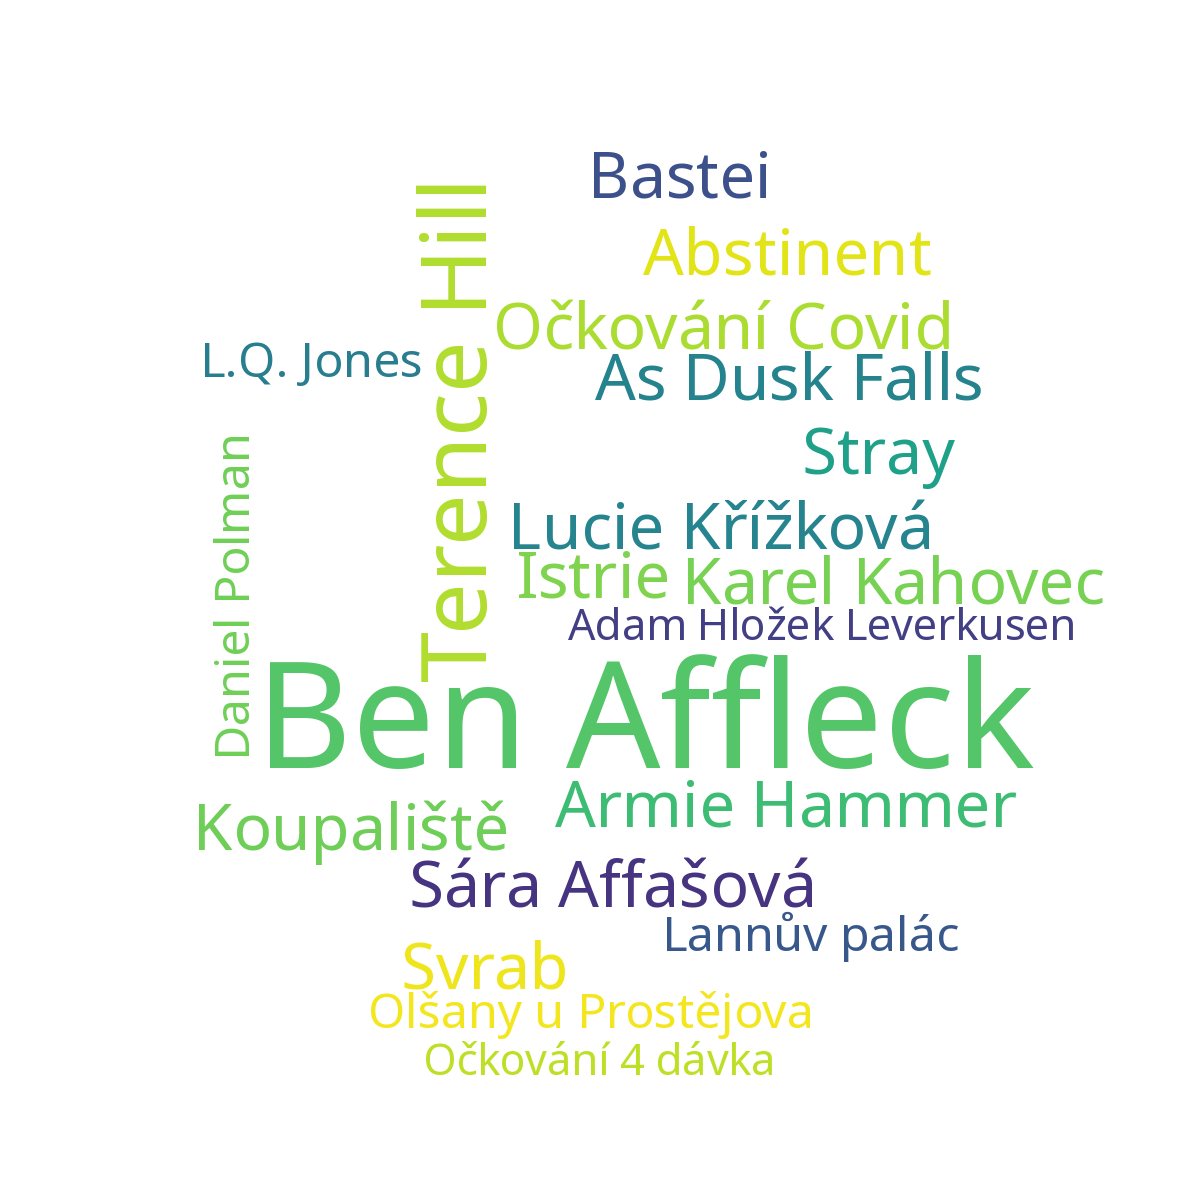 Bastei
Terence Hill
Abstinent
Očkování Covid
L.Q. Jones
As Dusk Falls
Stray
Daniel Polman
Lucie Křížková
Istrie
Karel Kahovec
Adam Hložek Leverkusen
Ben Affleck
Armie Hammer
Koupaliště
Sára Affašová
Lannův palác
Svrab
Olšany u Prostějova
Očkování 4 dávka